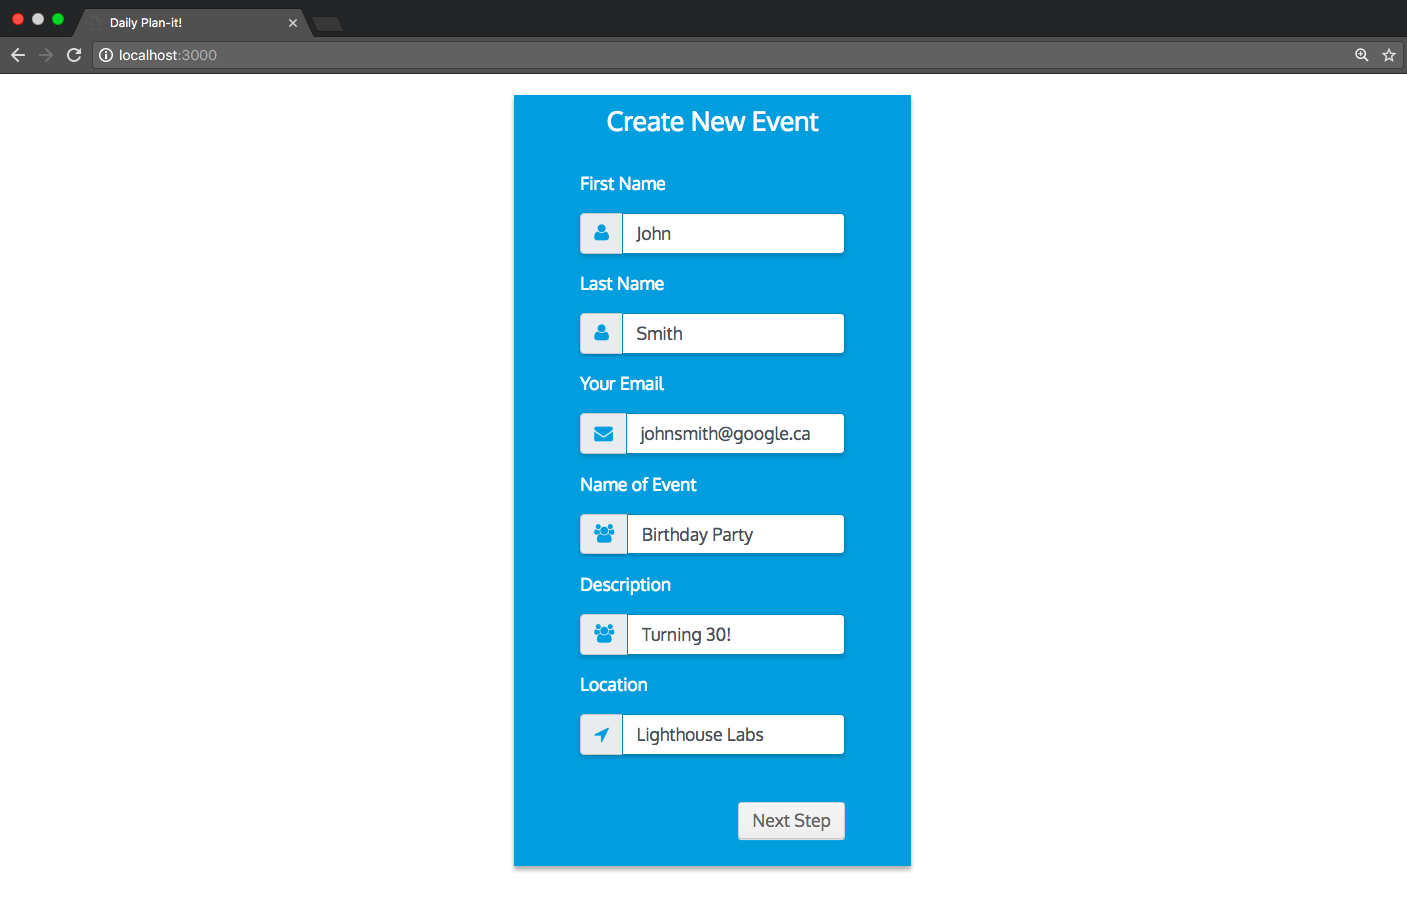 Daily Plan-it!
localhost:3000
Create New Event
First Name
John
Last Name
Smith
Your Email
johnsmith@google.ca
Name of Event
Birthday Party
Description
Turning 30!
Location
Lighthouse Labs
Next Step